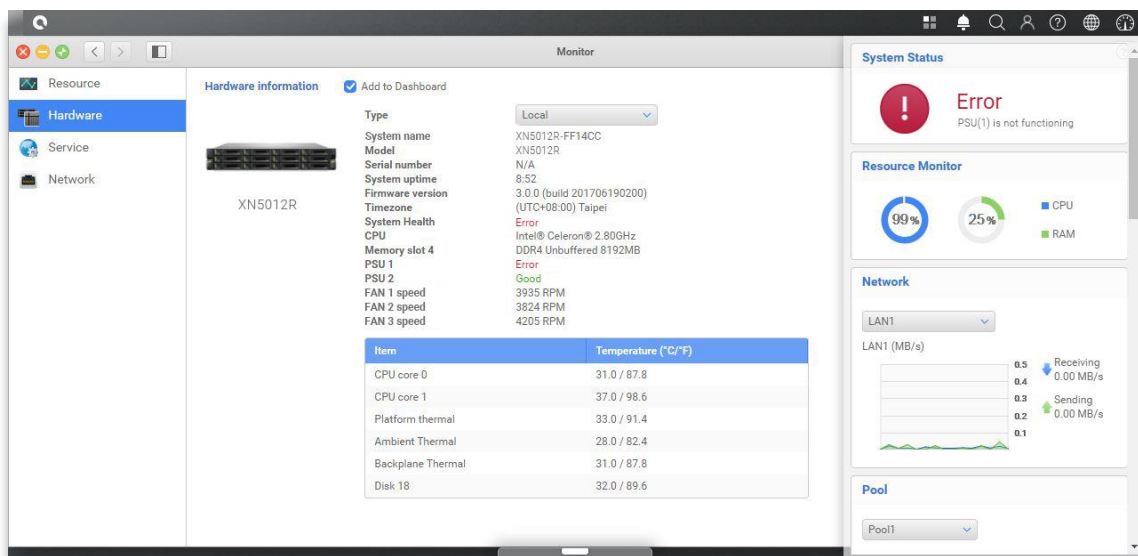 Monitor
Resource
Hardware
Service
Network
Hardware information
Add to Dashboard
XN5012R
Type Local
System name XN5012R-FF14CC
Model XN5012R
Serial number N/A
System uptime 8:52
Firmware version 3.0.0 (build 201706190200)
Timezone (UTC+08:00) Taipei
System Health Error
CPU Intel® Celeron® 2.80GHz
Memory slot 4 DDR4 Unbuffered 8192MB
PSU 1 Error
PSU 2 Good
FAN 1 speed 3935 RPM
FAN 2 speed 3824 RPM
FAN 3 speed 4205 RPM
Item Temperature (°C/°F)
CPU core 0 31.0 / 87.8
CPU core 1 37.0 / 98.6
Platform thermal 33.0 / 91.4
Ambient Thermal 28.0 / 82.4
Backplane Thermal 31.0 / 87.8
Disk 18 32.0 / 89.6
System Status
Error
PSU(1) is not functioning
Resource Monitor
99%
25%
CPU
RAM
Network
LAN1
LAN1 (MB/s)
0.5
0.4
0.3
0.2
0.1
Receiving
0.00 MB/s
Sending
0.00 MB/s
Pool
Pool1